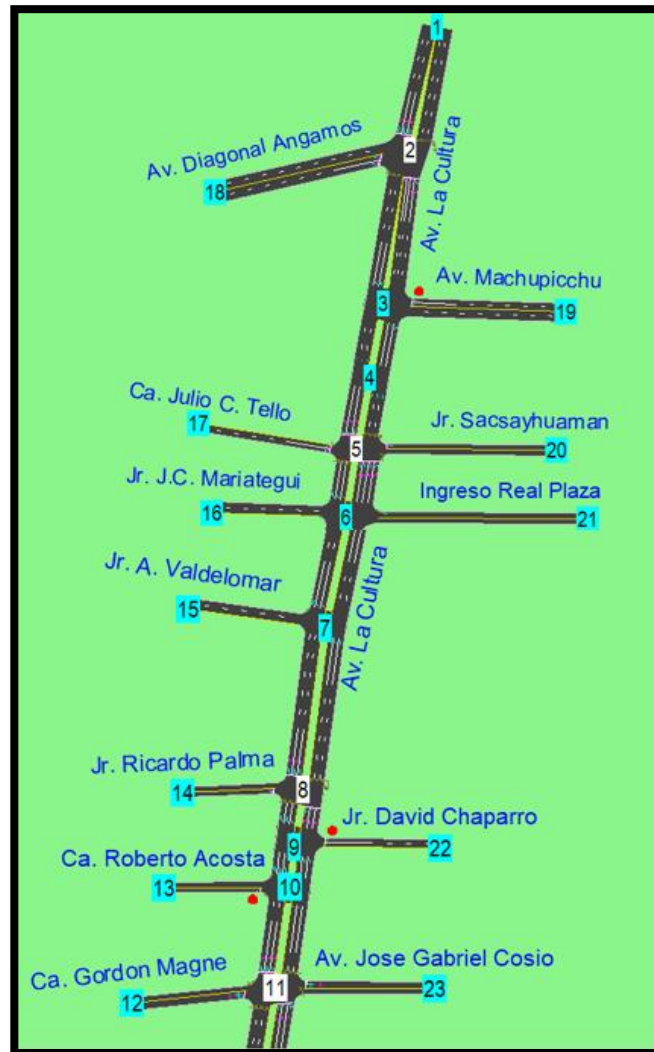 1
Av. Diagonal Angamos
2
18
Av. La Cultura
Av. Machupicchu
3
19
4
Ca. Julio C. Tello
17
Jr. Sacsayhuaman
5
20
Jr. J.C. Mariategui
Ingreso Real Plaza
16
6
21
Jr. A. Valdelomar
15
7
Av. La Cultura
Jr. Ricardo Palma
14
8
Jr. David Chaparro
9
22
Ca. Roberto Acosta
13
10
Ca. Gordon Magne
Av. Jose Gabriel Cosio
12
11
23